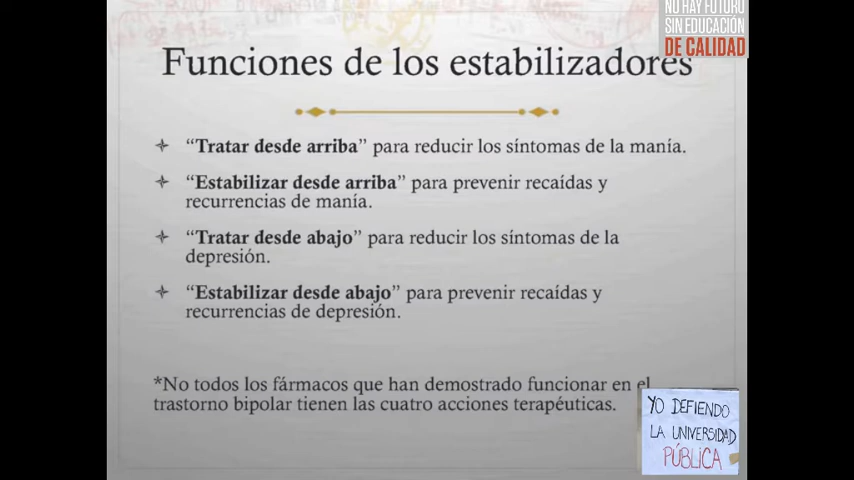 NO HAY FUTURO
SIN EDUCACIÓN
DE CALIDAD
Funciones de los estabilizadores
“Tratar desde arriba” para reducir los síntomas de la manía.
“Estabilizar desde arriba” para prevenir recaídas y
recurrencias de manía.
“Tratar desde abajo” para reducir los síntomas de la
depresión.
“Estabilizar desde abajo” para prevenir recaídas y
recurrencias de depresión.
*No todos los fármacos que han demostrado funcionar en el
trastorno bipolar tienen las cuatro acciones terapéuticas.
YO DEFIENDO
LA UNIVERSIDAD
PÚBLICA